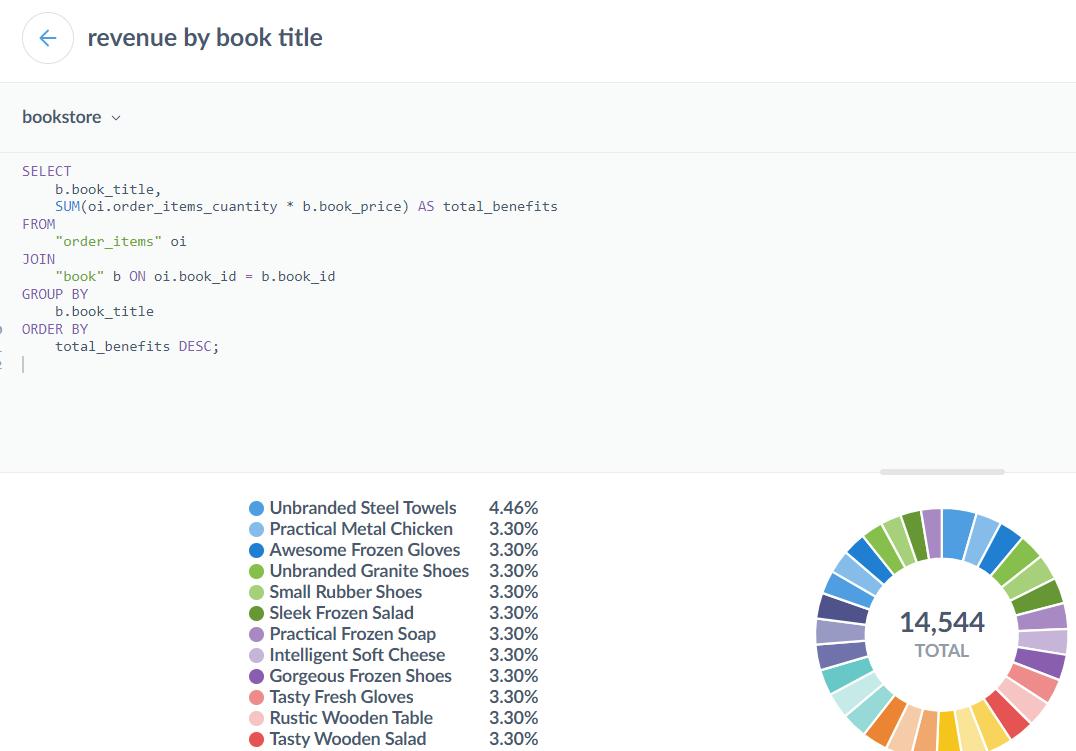 revenue by book title
bookstore
SELECT
b.book_title,
SUM(oi.order_items_cuantity * b.book_price) AS total_benefits
FROM
"order_items" oi
JOIN
"book" b ON oi.book_id = b.book_id
GROUP BY
b.book_title
ORDER BY
total_benefits DESC;
Unbranded Steel Towels 4.46%
Practical Metal Chicken 3.30%
Awesome Frozen Gloves 3.30%
Unbranded Granite Shoes 3.30%
Small Rubber Shoes 3.30%
Sleek Frozen Salad 3.30%
Practical Frozen Soap 3.30%
Intelligent Soft Cheese 3.30%
Gorgeous Frozen Shoes 3.30%
Tasty Fresh Gloves 3.30%
Rustic Wooden Table 3.30%
Tasty Wooden Salad 3.30%
14,544
TOTAL